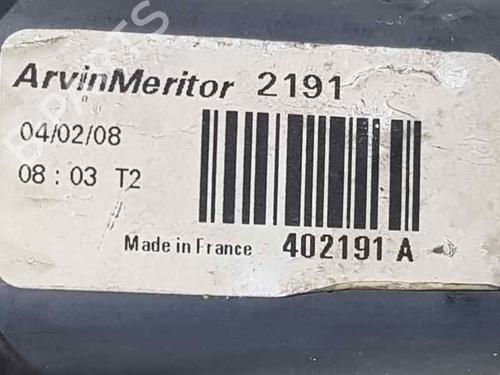 ArvinMeritor 2191
04/02/08
08 : 03 T2
Made in France 402191 A